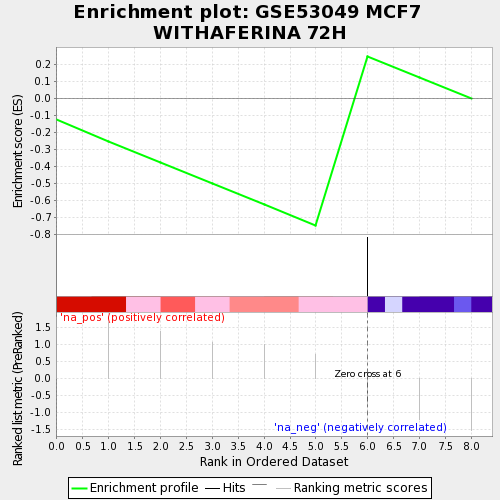 Enrichment plot: GSE53049 MCF7
WITHAFERINA 72H
Enrichment score (ES)
0.2
0.1
0.0
-0.1
-0.2
-0.3
-0.4
-0.5
-0.6
-0.7
-0.8
'na_pos' (positively correlated)
Ranked list metric (PreRanked)
1.5
1.0
0.5
0.0
-0.5
-1.0
-1.5
Zero cross at 6
'na_neg' (negatively correlated)
0.0 0.5 1.0 1.5 2.0 2.5 3.0 3.5 4.0 4.5 5.0 5.5 6.0 6.5 7.0 7.5 8.0
Rank in Ordered Dataset
Enrichment profile Hits Ranking metric scores